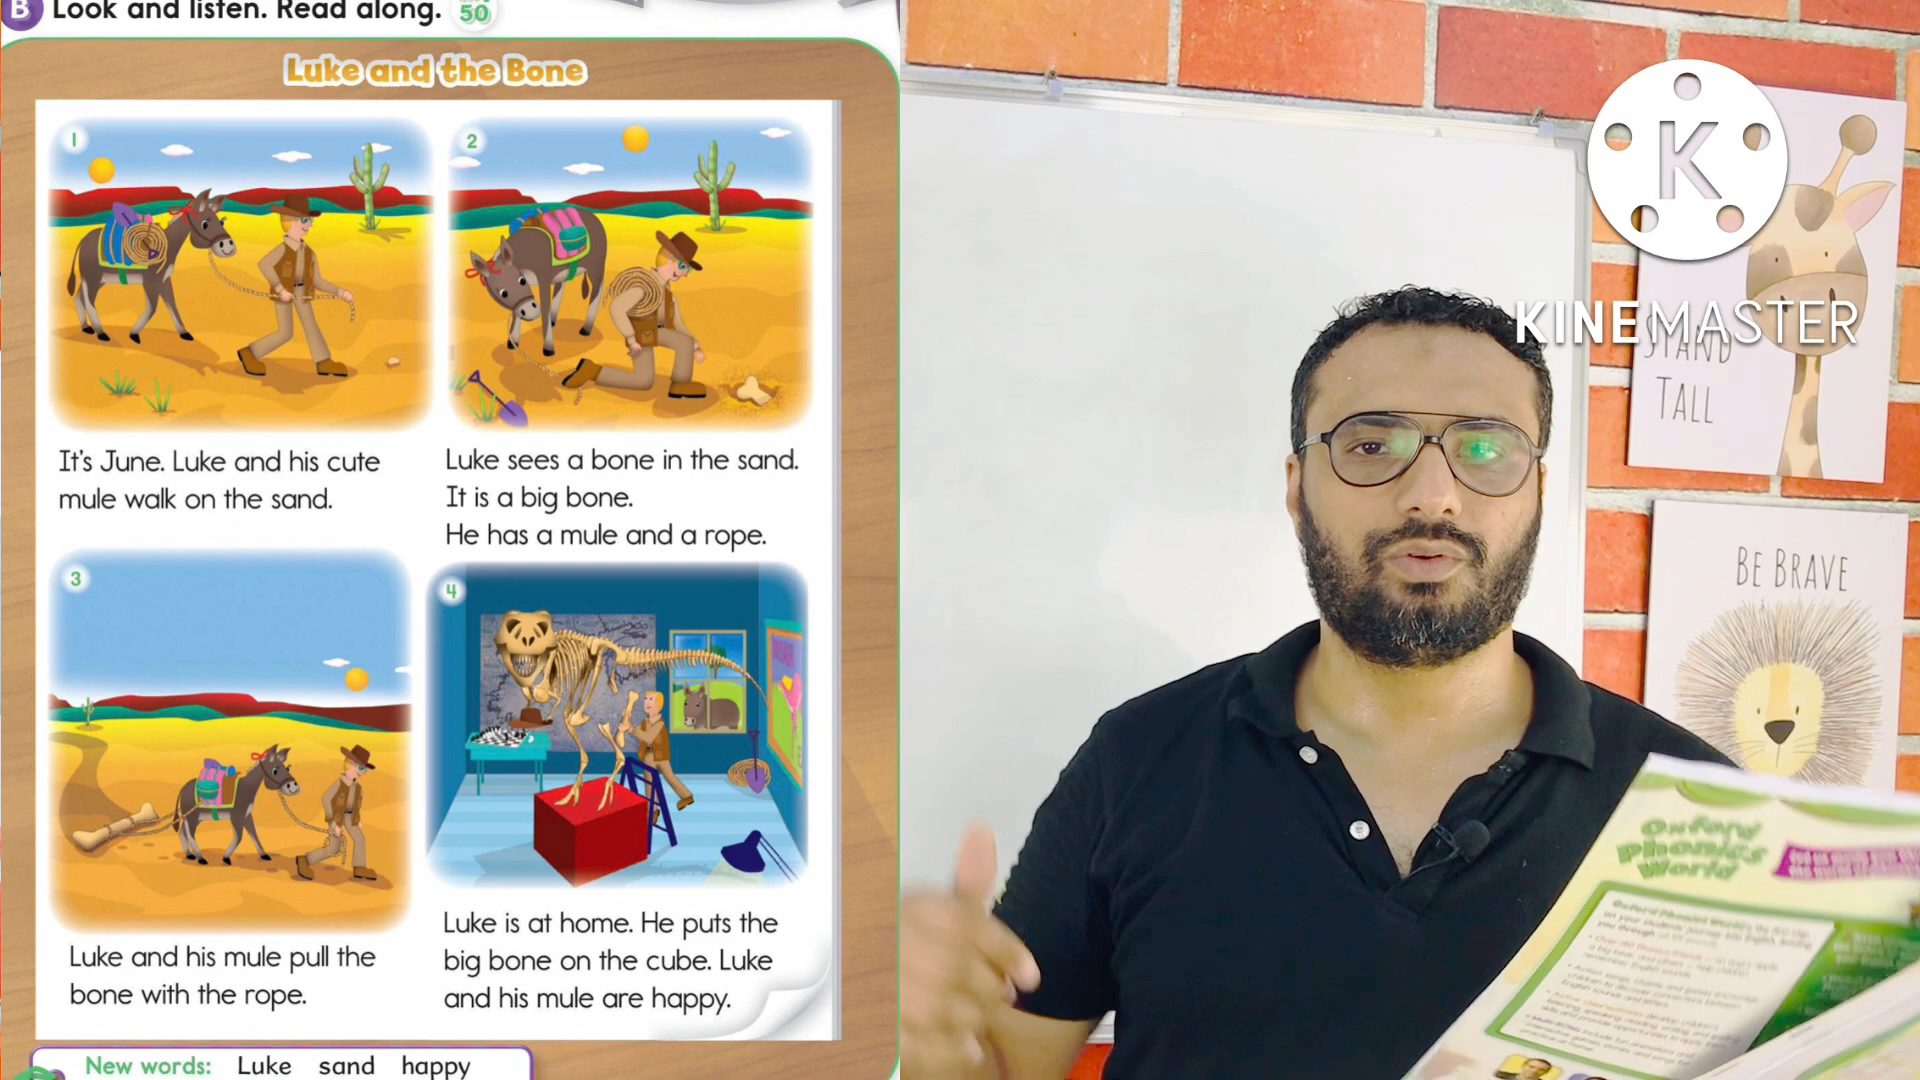 B Look and listen. Read along. 50
Luke and the Bone
1
It's June. Luke and his cute
mule walk on the sand.
2
Luke sees a bone in the sand.
It is a big bone.
He has a mule and a rope.
3
Luke and his mule pull the
bone with the rope.
4
Luke is at home. He puts the
big bone on the cube. Luke
and his mule are happy.
New words: Luke sand happy
K
KINEMASTER
STAND
TALL
BE BRAVE
Oxford
Phonics
World